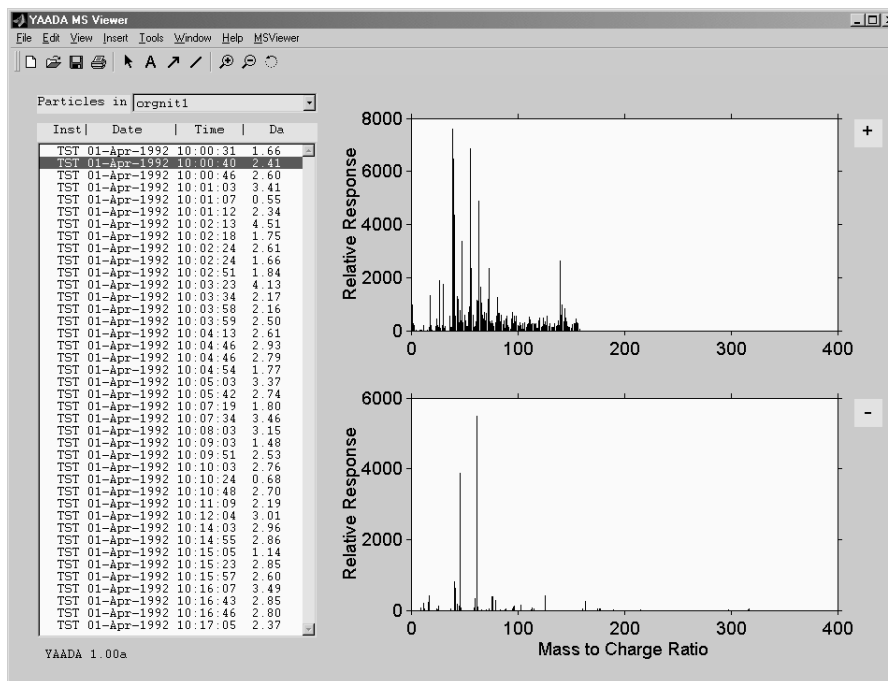 YAADA MS Viewer
File Edit View Insert Tools Window Help MSViewer
Particles in orgnit1
Inst| Date | Time | Da
TST 01-Apr-1992 10:00:31 1.66
TST 01-Apr-1992 10:00:40 2.41
TST 01-Apr-1992 10:00:46 2.60
TST 01-Apr-1992 10:01:03 3.41
TST 01-Apr-1992 10:01:07 0.55
TST 01-Apr-1992 10:01:12 2.34
TST 01-Apr-1992 10:02:13 4.51
TST 01-Apr-1992 10:02:18 1.75
TST 01-Apr-1992 10:02:24 2.61
TST 01-Apr-1992 10:02:24 1.66
TST 01-Apr-1992 10:02:51 1.84
TST 01-Apr-1992 10:03:23 4.13
TST 01-Apr-1992 10:03:34 2.17
TST 01-Apr-1992 10:03:58 2.16
TST 01-Apr-1992 10:03:59 2.50
TST 01-Apr-1992 10:04:13 2.61
TST 01-Apr-1992 10:04:46 2.93
TST 01-Apr-1992 10:04:46 2.79
TST 01-Apr-1992 10:04:54 1.77
TST 01-Apr-1992 10:05:03 3.37
TST 01-Apr-1992 10:05:42 2.74
TST 01-Apr-1992 10:07:19 1.80
TST 01-Apr-1992 10:07:34 3.46
TST 01-Apr-1992 10:08:03 3.15
TST 01-Apr-1992 10:09:03 1.48
TST 01-Apr-1992 10:09:51 2.53
TST 01-Apr-1992 10:10:03 2.76
TST 01-Apr-1992 10:10:24 0.68
TST 01-Apr-1992 10:10:48 2.70
TST 01-Apr-1992 10:11:09 2.19
TST 01-Apr-1992 10:12:04 3.01
TST 01-Apr-1992 10:14:03 2.96
TST 01-Apr-1992 10:14:55 2.86
TST 01-Apr-1992 10:15:05 1.14
TST 01-Apr-1992 10:15:23 2.85
TST 01-Apr-1992 10:15:57 2.60
TST 01-Apr-1992 10:16:07 3.49
TST 01-Apr-1992 10:16:43 2.85
TST 01-Apr-1992 10:16:46 2.80
TST 01-Apr-1992 10:17:05 2.37
YAADA 1.00a
8000
6000
4000
2000
0
Relative Response
0 100 200 300 400
+
6000
4000
2000
0
Relative Response
0 100 200 300 400
Mass to Charge Ratio
-